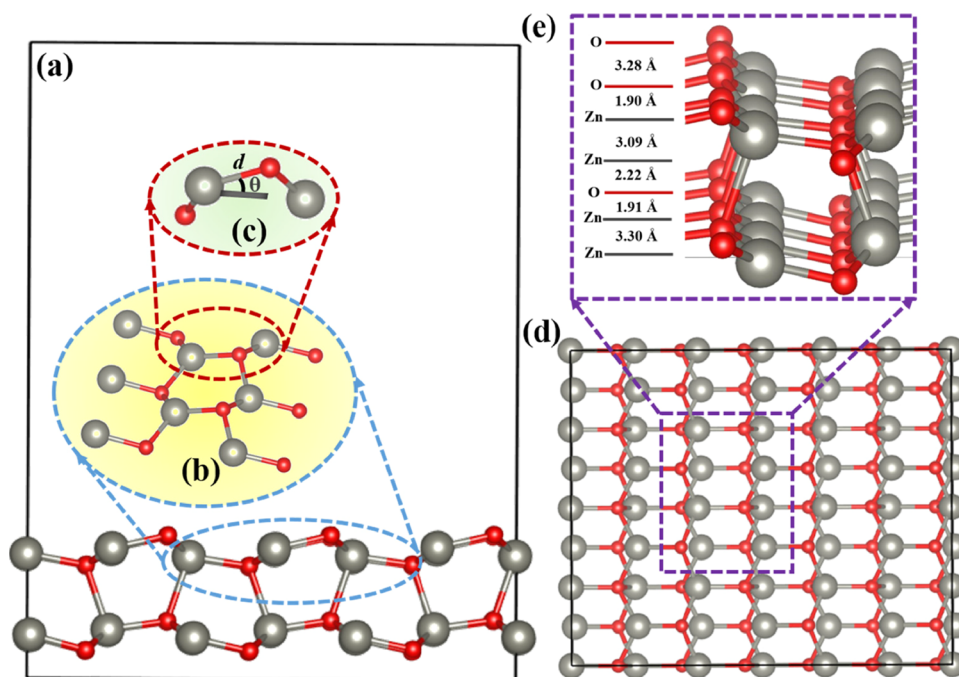 (a)
d
θ
(c)
(b)
(e)
O
3.28 Å
O
1.90 Å
Zn
3.09 Å
Zn
2.22 Å
O
1.91 Å
Zn
3.30 Å
Zn
(d)